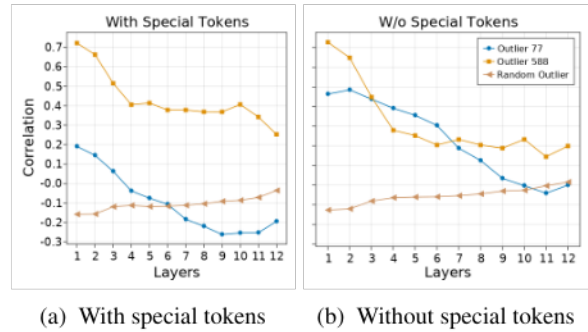 With Special Tokens
W/o Special Tokens
0.7
0.6
0.5
0.4
0.3
0.2
0.1
-0.0
-0.1
-0.2
-0.3
Correlation
Outlier 77
Outlier 588
Random Outlier
1 2 3 4 5 6 7 8 9 10 11 12
1 2 3 4 5 6 7 8 9 10 11 12
Layers
Layers
(a) With special tokens
(b) Without special tokens